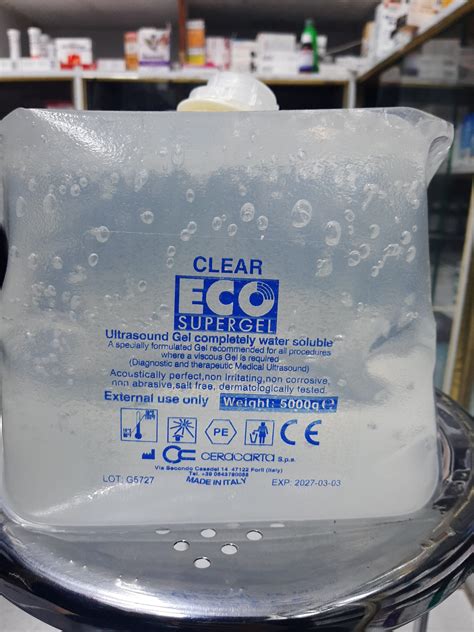 CLEAR
ECO
SUPERGEL
Ultrasound Gel completely water soluble
A specially formulated Gel recommended for all procedures
where a viscous Gel is required
(Diagnostic and therapeutic Medical Ultrasound)
Acoustically perfect,non irritating,non corrosive,
non abrasive,salt free, dermatologically tested.
External use only Weight: 5000g
PE CE
CERACARTA S.p.a.
Via Secondo Casadei 14 47122 Forlì (Italy)
Tel. +39 0543780055
LOT: G5727 MADE IN ITALY EXP: 2027-03-03